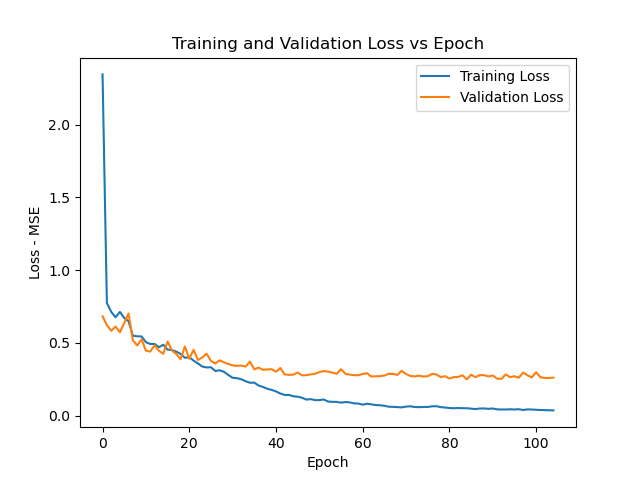 Training and Validation Loss vs Epoch
Training Loss
Validation Loss
2.0
1.5
1.0
0.5
0.0
Loss - MSE
0 20 40 60 80 100
Epoch